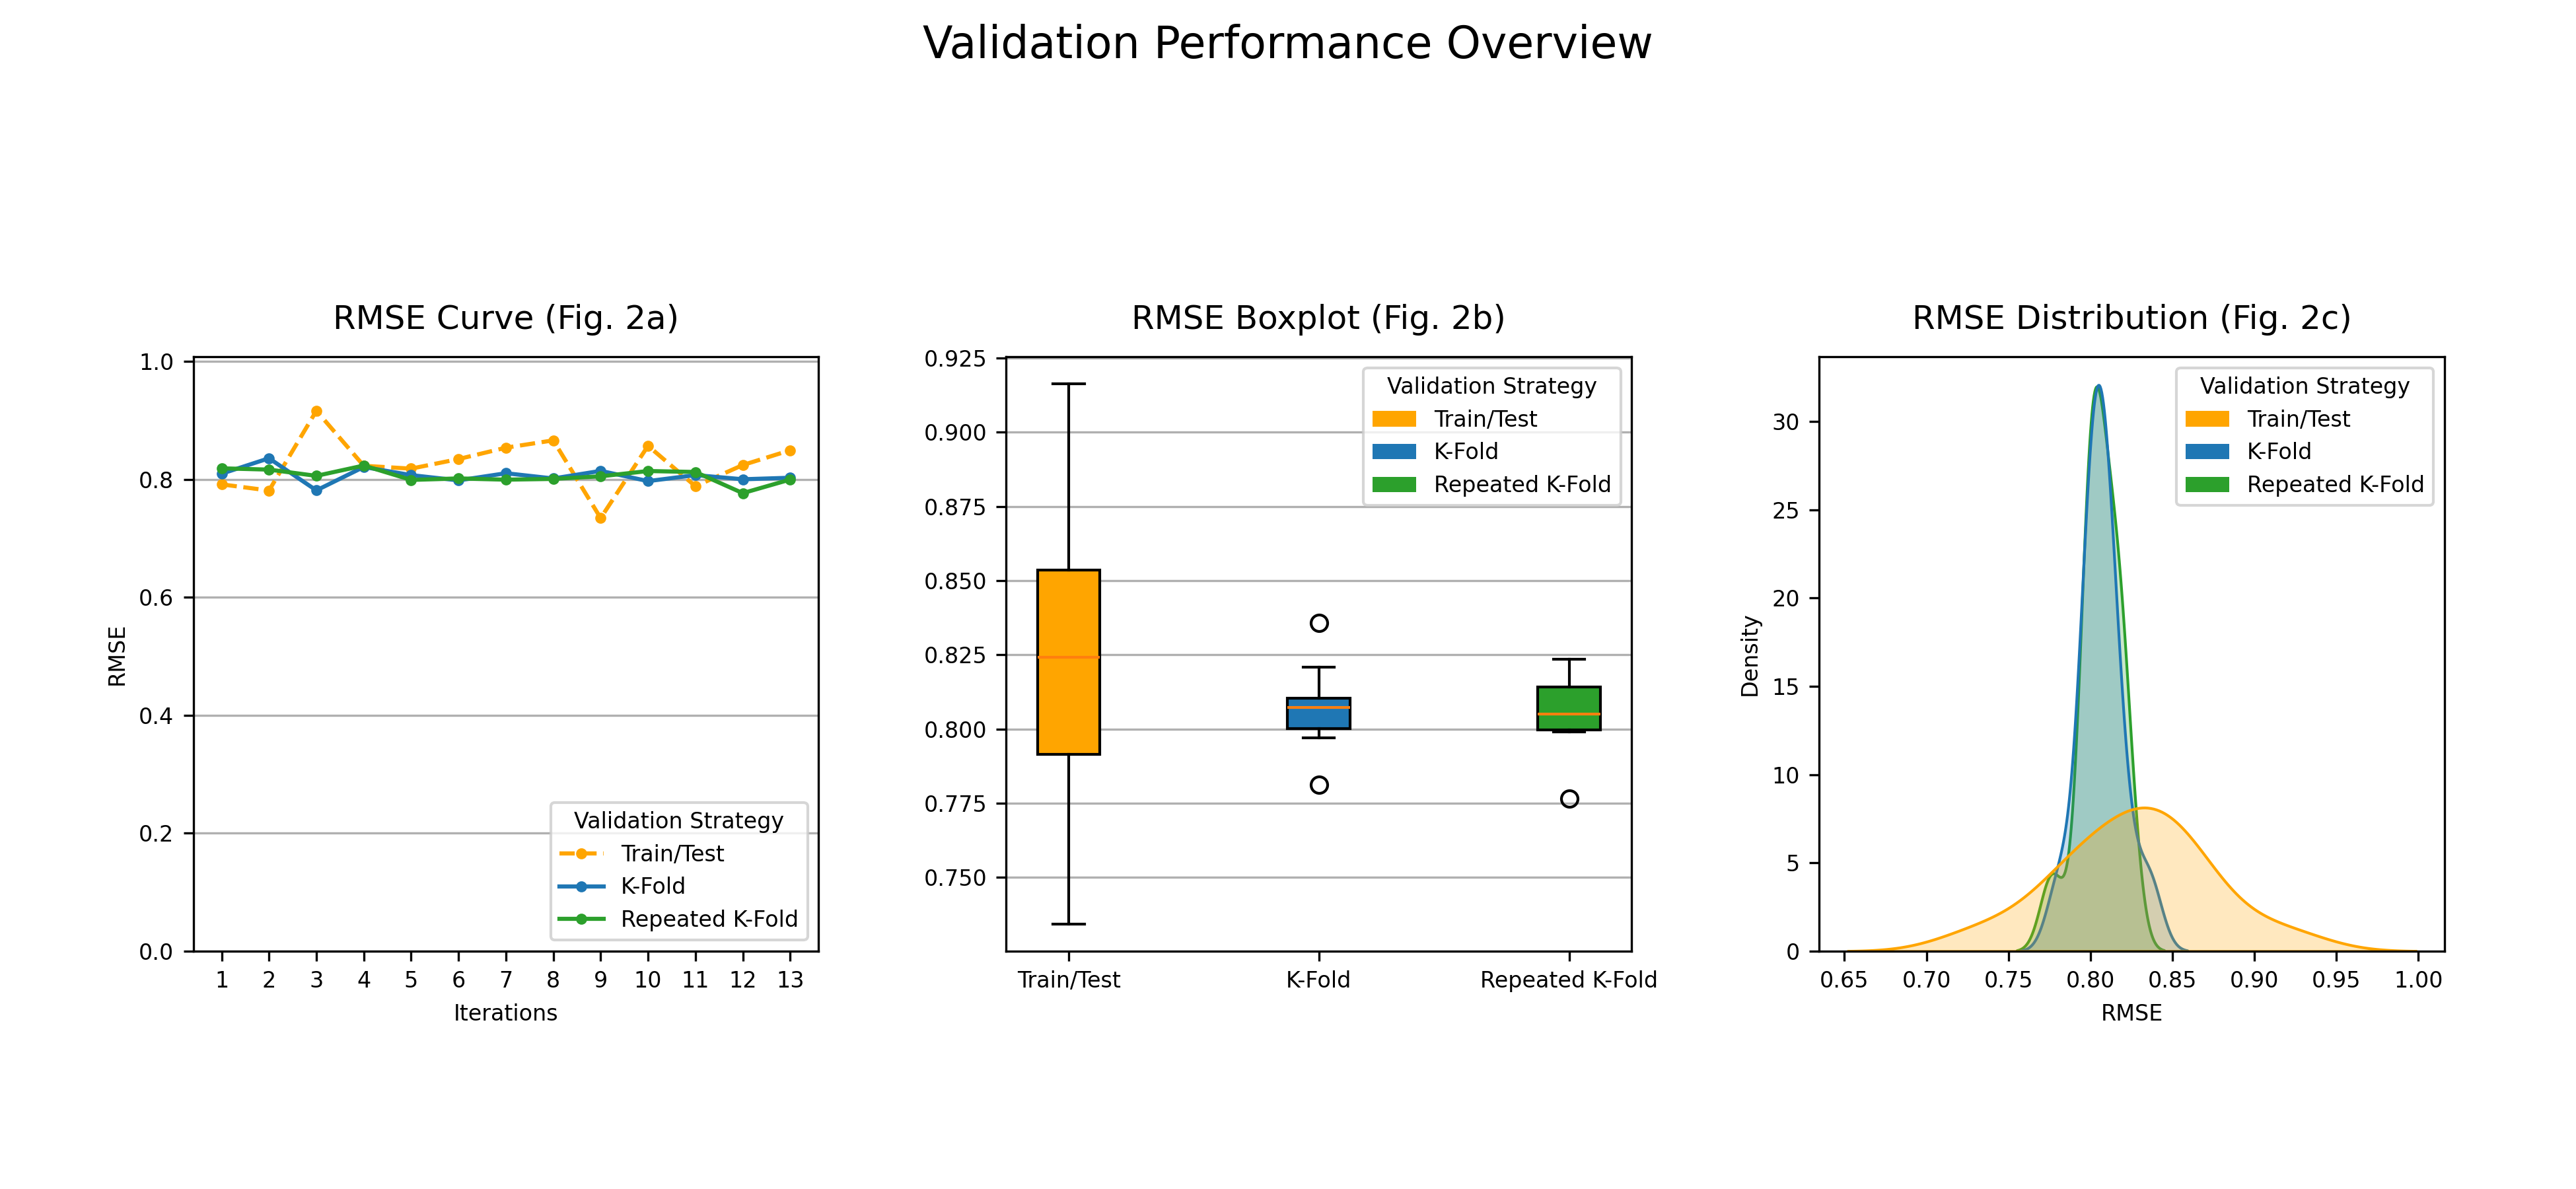 Validation Performance Overview
RMSE Curve (Fig. 2a)
1.0
0.8
0.6
0.4
0.2
0.0
RMSE
1 2 3 4 5 6 7 8 9 10 11 12 13
Iterations
Validation Strategy
Train/Test
K-Fold
Repeated K-Fold
RMSE Boxplot (Fig. 2b)
0.925
0.900
0.875
0.850
0.825
0.800
0.775
0.750
Train/Test K-Fold Repeated K-Fold
Validation Strategy
Train/Test
K-Fold
Repeated K-Fold
RMSE Distribution (Fig. 2c)
30
25
20
15
10
5
0
Density
0.65 0.70 0.75 0.80 0.85 0.90 0.95 1.00
RMSE
Validation Strategy
Train/Test
K-Fold
Repeated K-Fold